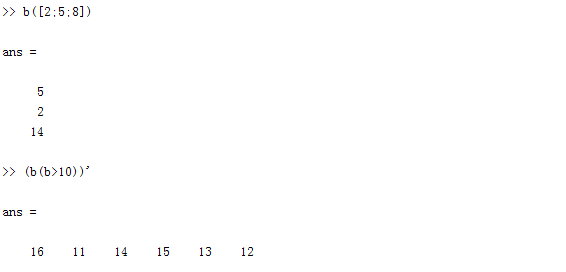 >> b([2;5;8])
ans =
5
2
14
>> (b(b>10))’
ans =
16 11 14 15 13 12